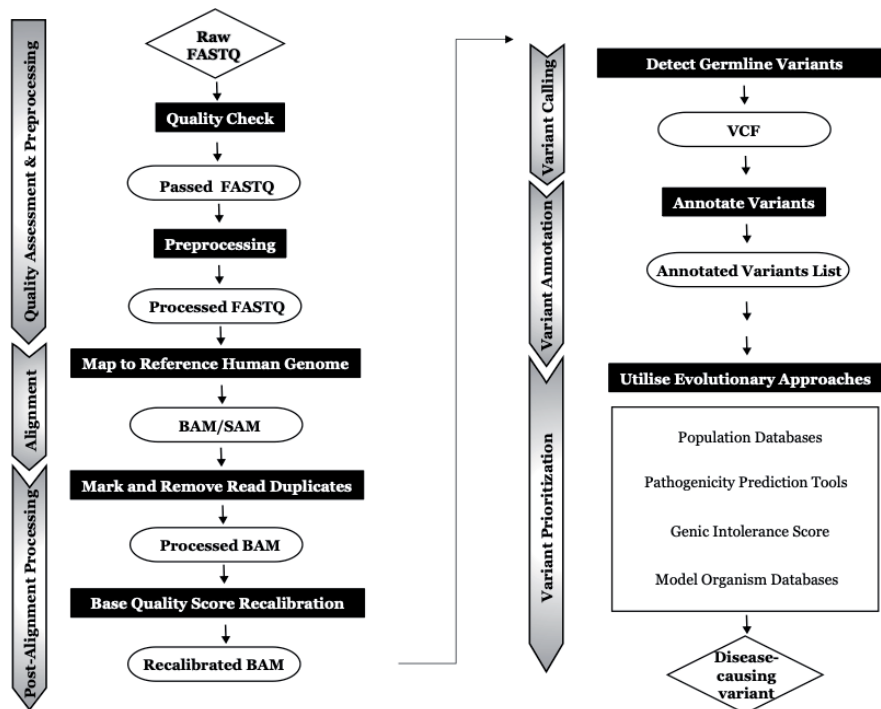 Quality Assessment & Preprocessing
Alignment
Post-Alignment Processing
Raw
FASTQ
Quality Check
Passed FASTQ
Preprocessing
Processed FASTQ
Map to Reference Human Genome
BAM/SAM
Mark and Remove Read Duplicates
Processed BAM
Base Quality Score Recalibration
Recalibrated BAM
Variant Calling
Variant Annotation
Variant Prioritization
Detect Germline Variants
VCF
Annotate Variants
Annotated Variants List
Utilise Evolutionary Approaches
Population Databases
Pathogenicity Prediction Tools
Genic Intolerance Score
Model Organism Databases
Disease-
causing
variant